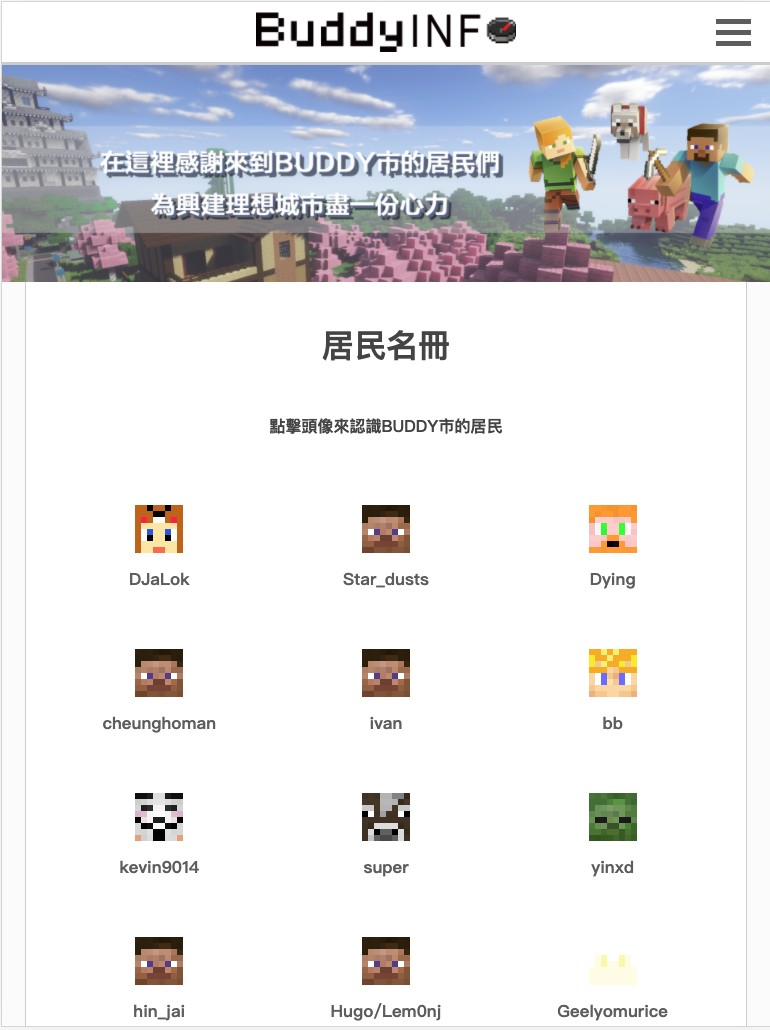 BuddyINFO
在這裡感謝來到BUDDY市的居民們
為興建理想城市盡一份心力
居民名冊
點擊頭像來認識BUDDY市的居民
DJaLok
Star_dusts
Dying
cheunghoman
ivan
bb
kevin9014
super
yinxd
hin_jai
Hugo/Lem0nj
Geelyomurice